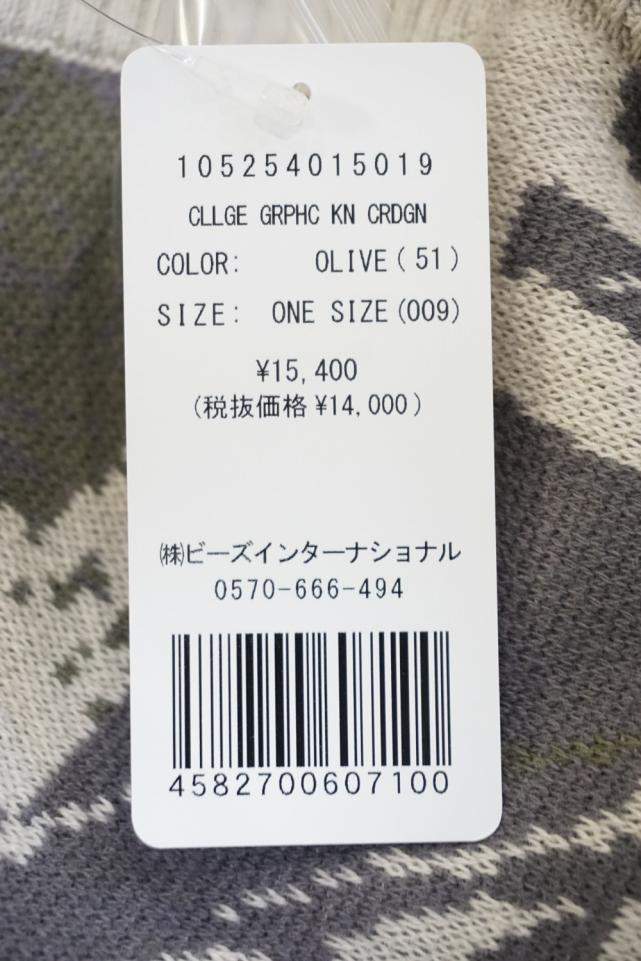 105254015019
CLLGE GRPHC KN CRDGN
COLOR: OLIVE(51)
SIZE: ONE SIZE(009)
¥15,400
(税抜価格¥14,000)
㈱ビーズインターナショナル
0570-666-494
4582700607100